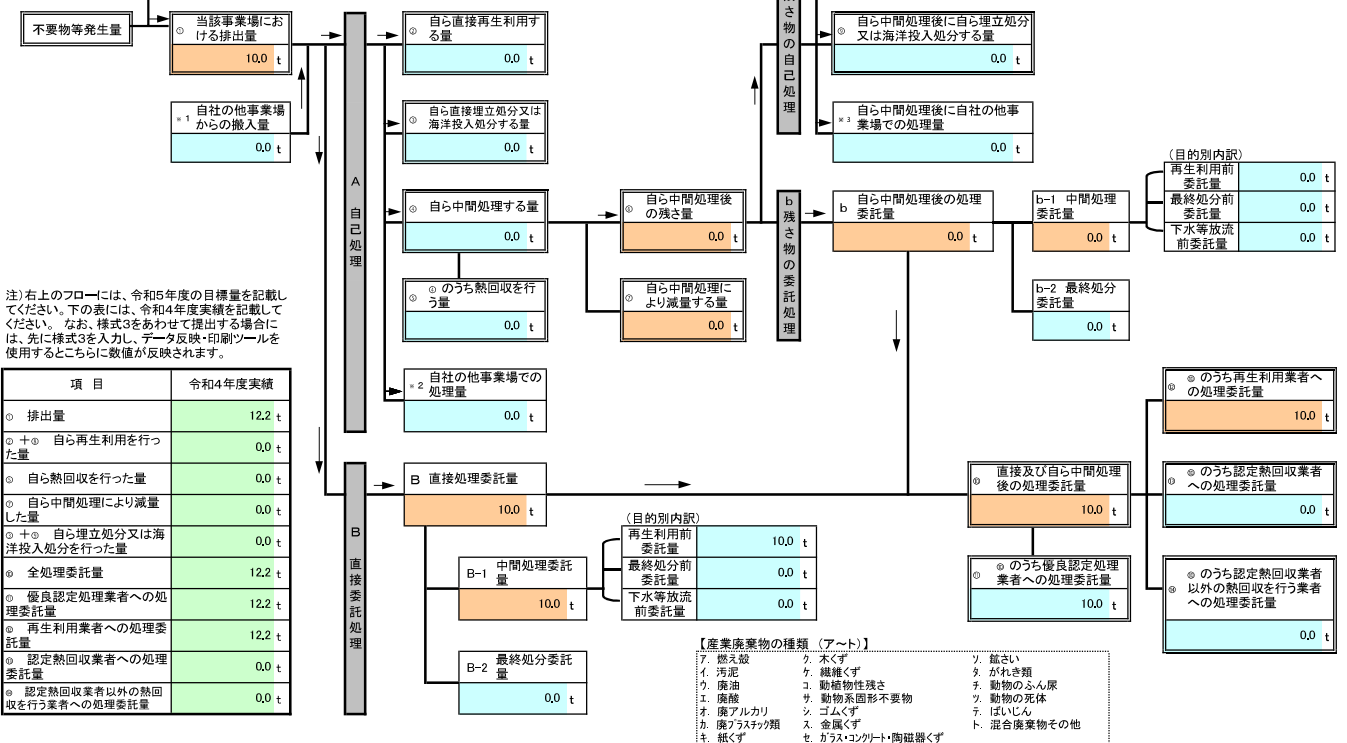 不要物等発生量
① 当該事業場にお
ける排出量
10.0 t
※1 自社の他事業場
からの搬入量
0.0 t
A
自己処理
② 自ら直接再生利用す
る量
0.0 t
③ 自ら直接埋立処分又は
海洋投入処分する量
0.0 t
④ 自ら中間処理する量
0.0 t
⑤ ④のうち熱回収を行
う量
0.0 t
※2 自社の他事業場での
処理量
0.0 t
⑥ 自ら中間処理後
の残さ量
0.0 t
⑦ 自ら中間処理に
より減量する量
0.0 t
さ物の自己処理
⑨ 自ら中間処理後に自ら埋立処分
又は海洋投入処分する量
0.0 t
※3 自ら中間処理後に自社の他事
業場での処理量
0.0 t
b
残さ物の委託処理
b 自ら中間処理後の処理
委託量
0.0 t
b-1 中間処理
委託量
0.0 t
b-2 最終処分
委託量
0.0 t
(目的別内訳)
再生利用前
委託量
0.0 t
最終処分前
委託量
0.0 t
下水等放流
前委託量
0.0 t
注)右上のフローには、令和5年度の目標量を記載し
てください。下の表には、令和4年度実績を記載して
ください。 なお、様式3をあわせて提出する場合に
は、先に様式3を入力し、データ反映・印刷ツールを
使用するとこちらに数値が反映されます。
項 目 令和4年度実績
① 排出量 12.2 t
②+⑧ 自ら再生利用を行っ
た量 0.0 t
⑤ 自ら熱回収を行った量 0.0 t
⑦ 自ら中間処理により減量
した量 0.0 t
③+⑨ 自ら埋立処分又は海
洋投入処分を行った量 0.0 t
⑩ 全処理委託量 12.2 t
⑪ 優良認定処理業者への処
理委託量 12.2 t
⑫ 再生利用業者への処理委
託量 12.2 t
⑬ 認定熱回収業者への処理
委託量 0.0 t
⑭ 認定熱回収業者以外の熱回
収を行う業者への処理委託量 0.0 t
B
直接委託処理
B 直接処理委託量
10.0 t
B-1 中間処理委託
量
10.0 t
B-2 最終処分委託
量
0.0 t
(目的別内訳)
再生利用前
委託量
10.0 t
最終処分前
委託量
0.0 t
下水等放流
前委託量
0.0 t
⑩ 直接及び自ら中間処理
後の処理委託量
10.0 t
⑪ ⑩のうち優良認定処理
業者への処理委託量
10.0 t
⑫ ⑩のうち再生利用業者へ
の処理委託量
10.0 t
⑬ ⑩のうち認定熱回収業者
への処理委託量
0.0 t
⑭ ⑩のうち認定熱回収業者
以外の熱回収を行う業者
への処理委託量
0.0 t
【産業廃棄物の種類 (ア～ト)】
ア. 燃え殻 ク. 木くず ソ. 鉱さい
イ. 汚泥 ケ. 繊維くず タ. がれき類
ウ. 廃油 コ. 動植物性残さ チ. 動物のふん尿
エ. 廃酸 サ. 動物系固形不要物 ツ. 動物の死体
オ. 廃アルカリ シ. ゴムくず テ. ばいじん
カ. 廃プラスチック類 ス. 金属くず ト. 混合廃棄物その他
キ. 紙くず セ. ガラス・コンクリート・陶磁器くず